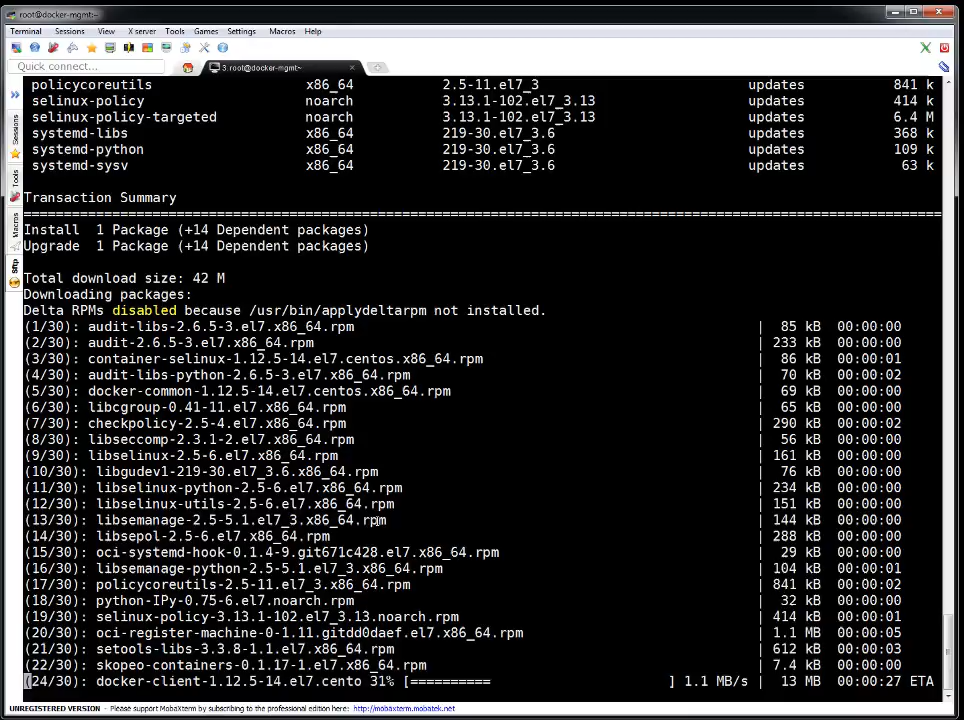 root@docker-mgmt:~
Terminal Sessions View X server Tools Games Settings Macros Help
Quick connect...
3. root@docker-mgmt:~
Sessions
Tools
Macros
Sftp
policycoreutils x86_64 2.5-11.el7_3 updates 841 k
selinux-policy noarch 3.13.1-102.el7_3.13 updates 414 k
selinux-policy-targeted noarch 3.13.1-102.el7_3.13 updates 6.4 M
systemd-libs x86_64 219-30.el7_3.6 updates 368 k
systemd-python x86_64 219-30.el7_3.6 updates 109 k
systemd-sysv x86_64 219-30.el7_3.6 updates 63 k
Transaction Summary
================================================================================
Install 1 Package (+14 Dependent packages)
Upgrade 1 Package (+14 Dependent packages)
Total download size: 42 M
Downloading packages:
Delta RPMs disabled because /usr/bin/applydeltarpm not installed.
(1/30): audit-libs-2.6.5-3.el7.x86_64.rpm | 85 kB 00:00:00
(2/30): audit-2.6.5-3.el7.x86_64.rpm | 233 kB 00:00:00
(3/30): container-selinux-1.12.5-14.el7.centos.x86_64.rpm | 86 kB 00:00:01
(4/30): audit-libs-python-2.6.5-3.el7.x86_64.rpm | 70 kB 00:00:02
(5/30): docker-common-1.12.5-14.el7.centos.x86_64.rpm | 69 kB 00:00:00
(6/30): libcgroup-0.41-11.el7.x86_64.rpm | 65 kB 00:00:00
(7/30): checkpolicy-2.5-4.el7.x86_64.rpm | 290 kB 00:00:02
(8/30): libseccomp-2.3.1-2.el7.x86_64.rpm | 56 kB 00:00:00
(9/30): libselinux-2.5-6.el7.x86_64.rpm | 161 kB 00:00:00
(10/30): libgudev1-219-30.el7_3.6.x86_64.rpm | 76 kB 00:00:00
(11/30): libselinux-python-2.5-6.el7.x86_64.rpm | 234 kB 00:00:00
(12/30): libselinux-utils-2.5-6.el7.x86_64.rpm | 151 kB 00:00:00
(13/30): libsemanage-2.5-5.1.el7_3.x86_64.rpm | 144 kB 00:00:00
(14/30): libsepol-2.5-6.el7.x86_64.rpm | 288 kB 00:00:00
(15/30): oci-systemd-hook-0.1.4-9.git671c428.el7.x86_64.rpm | 29 kB 00:00:00
(16/30): libsemanage-python-2.5-5.1.el7_3.x86_64.rpm | 104 kB 00:00:01
(17/30): policycoreutils-2.5-11.el7_3.x86_64.rpm | 841 kB 00:00:02
(18/30): python-IPy-0.75-6.el7.noarch.rpm | 32 kB 00:00:00
(19/30): selinux-policy-3.13.1-102.el7_3.13.noarch.rpm | 414 kB 00:00:01
(20/30): oci-register-machine-0-1.11.gitdd0daef.el7.x86_64.rpm | 1.1 MB 00:00:05
(21/30): setools-libs-3.3.8-1.1.el7.x86_64.rpm | 612 kB 00:00:03
(22/30): skopeo-containers-0.1.17-1.el7.x86_64.rpm | 7.4 kB 00:00:00
(24/30): docker-client-1.12.5-14.el7.cento 31% [========== ] 1.1 MB/s | 13 MB 00:00:27 ETA
UNREGISTERED VERSION - Please support MobaXterm by subscribing to the professional edition here: http://mobaxterm.mobatek.net